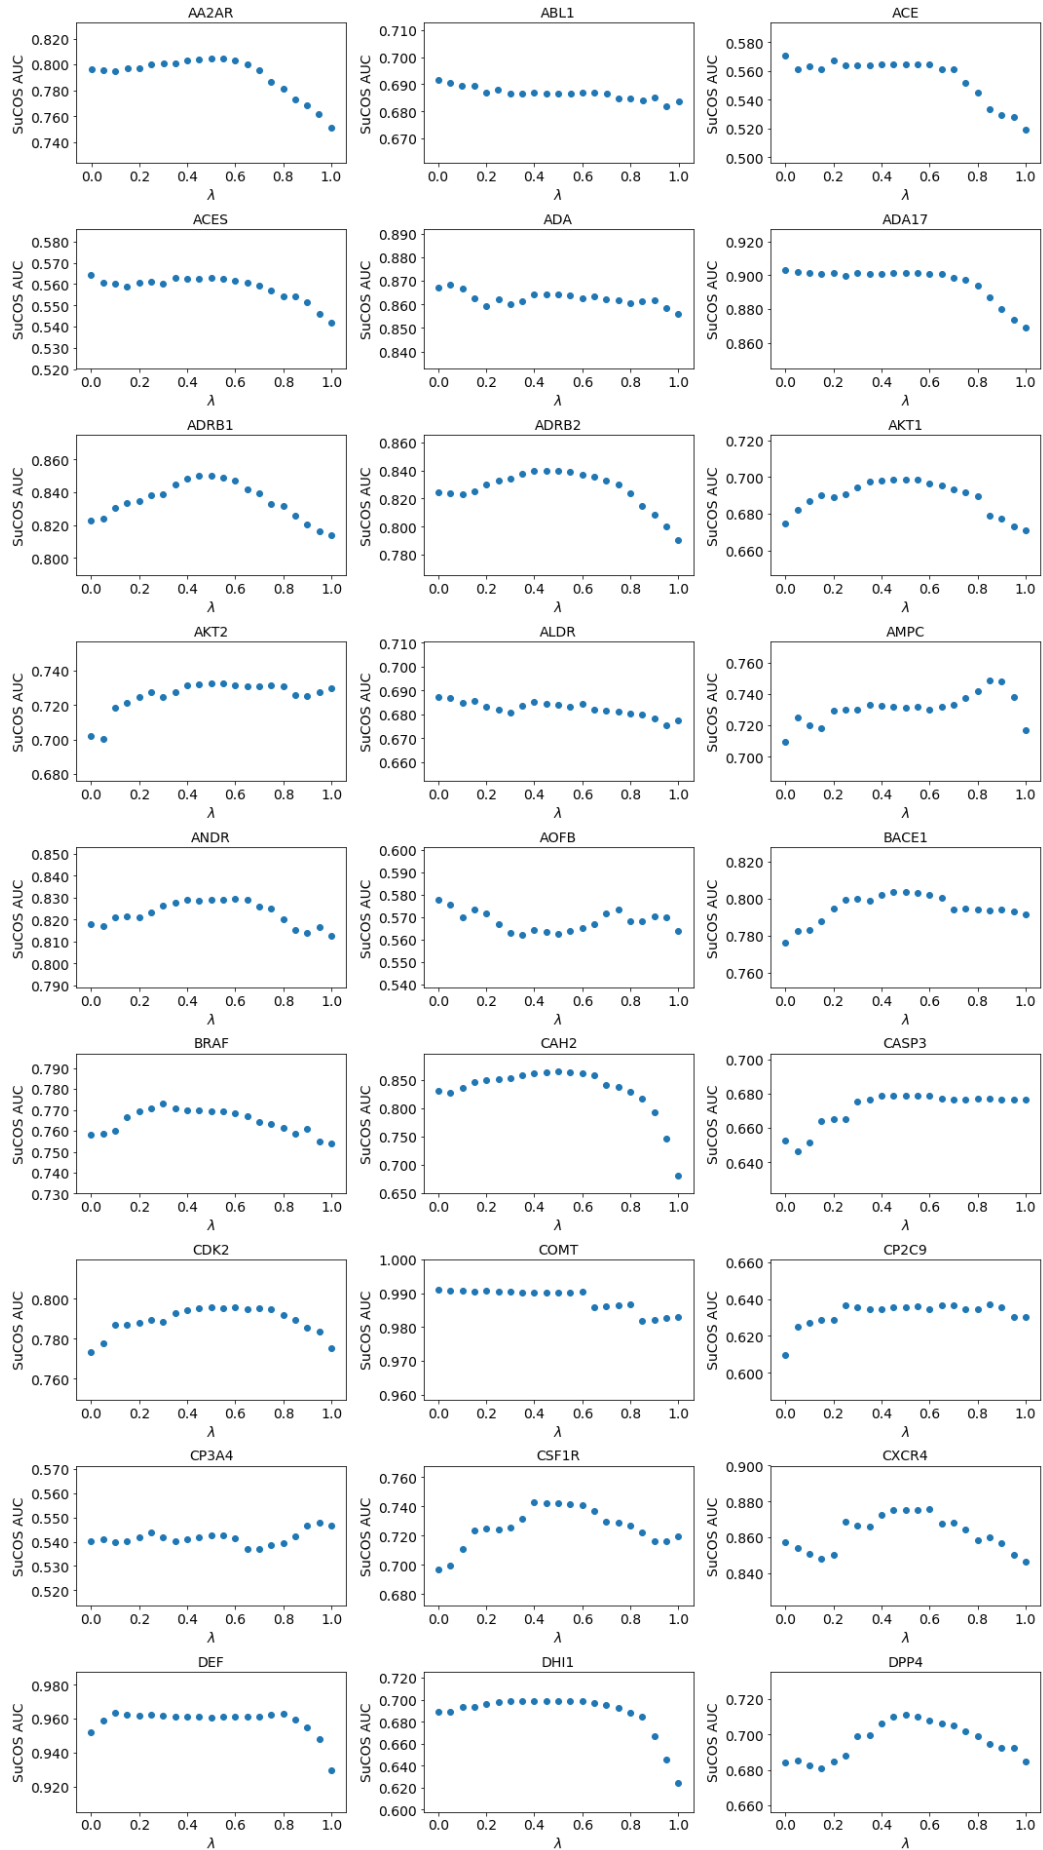 AA2AR ABL1 ACE
SuCOS AUC 0.820 0.800 0.780 0.760 0.740
SuCOS AUC 0.710 0.700 0.690 0.680 0.670
SuCOS AUC 0.580 0.560 0.540 0.520 0.500
0.0 0.2 0.4 0.6 0.8 1.0 0.0 0.2 0.4 0.6 0.8 1.0 0.0 0.2 0.4 0.6 0.8 1.0
λ λ λ
ACES ADA ADA17
SuCOS AUC 0.580 0.570 0.560 0.550 0.540 0.530 0.520
SuCOS AUC 0.890 0.880 0.870 0.860 0.850 0.840
SuCOS AUC 0.920 0.900 0.880 0.860
0.0 0.2 0.4 0.6 0.8 1.0 0.0 0.2 0.4 0.6 0.8 1.0 0.0 0.2 0.4 0.6 0.8 1.0
λ λ λ
ADRB1 ADRB2 AKT1
SuCOS AUC 0.860 0.840 0.820 0.800
SuCOS AUC 0.860 0.840 0.820 0.800 0.780
SuCOS AUC 0.720 0.700 0.680 0.660
0.0 0.2 0.4 0.6 0.8 1.0 0.0 0.2 0.4 0.6 0.8 1.0 0.0 0.2 0.4 0.6 0.8 1.0
λ λ λ
AKT2 ALDR AMPC
SuCOS AUC 0.740 0.720 0.700 0.680
SuCOS AUC 0.710 0.700 0.690 0.680 0.670 0.660
SuCOS AUC 0.760 0.740 0.720 0.700
0.0 0.2 0.4 0.6 0.8 1.0 0.0 0.2 0.4 0.6 0.8 1.0 0.0 0.2 0.4 0.6 0.8 1.0
λ λ λ
ANDR AOFB BACE1
SuCOS AUC 0.850 0.840 0.830 0.820 0.810 0.800 0.790
SuCOS AUC 0.600 0.590 0.580 0.570 0.560 0.550 0.540
SuCOS AUC 0.820 0.800 0.780 0.760
0.0 0.2 0.4 0.6 0.8 1.0 0.0 0.2 0.4 0.6 0.8 1.0 0.0 0.2 0.4 0.6 0.8 1.0
λ λ λ
BRAF CAH2 CASP3
SuCOS AUC 0.790 0.780 0.770 0.760 0.750 0.740 0.730
SuCOS AUC 0.850 0.800 0.750 0.700 0.650
SuCOS AUC 0.700 0.680 0.660 0.640
0.0 0.2 0.4 0.6 0.8 1.0 0.0 0.2 0.4 0.6 0.8 1.0 0.0 0.2 0.4 0.6 0.8 1.0
λ λ λ
CDK2 COMT CP2C9
SuCOS AUC 0.800 0.780 0.760
SuCOS AUC 1.000 0.990 0.980 0.970 0.960
SuCOS AUC 0.660 0.640 0.620 0.600
0.0 0.2 0.4 0.6 0.8 1.0 0.0 0.2 0.4 0.6 0.8 1.0 0.0 0.2 0.4 0.6 0.8 1.0
λ λ λ
CP3A4 CSF1R CXCR4
SuCOS AUC 0.570 0.560 0.550 0.540 0.530 0.520
SuCOS AUC 0.760 0.740 0.720 0.700 0.680
SuCOS AUC 0.900 0.880 0.860 0.840
0.0 0.2 0.4 0.6 0.8 1.0 0.0 0.2 0.4 0.6 0.8 1.0 0.0 0.2 0.4 0.6 0.8 1.0
λ λ λ
DEF DHI1 DPP4
SuCOS AUC 0.980 0.960 0.940 0.920
SuCOS AUC 0.720 0.700 0.680 0.660 0.640 0.620 0.600
SuCOS AUC 0.720 0.700 0.680 0.660
0.0 0.2 0.4 0.6 0.8 1.0 0.0 0.2 0.4 0.6 0.8 1.0 0.0 0.2 0.4 0.6 0.8 1.0
λ λ λ